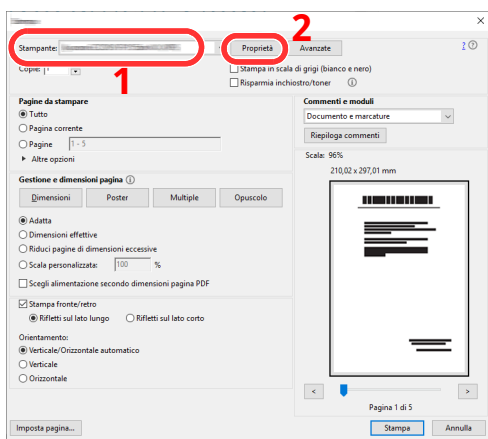 2
Stampante:
Proprietà
Avanzate
?
1
Copie: 1
Stampa in scala di grigi (bianco e nero)
Risparmia inchiostro/toner
Pagine da stampare
Tutto
Pagina corrente
Pagine 1 - 5
Altre opzioni
Commenti e moduli
Documento e marcature
Riepiloga commenti
Scala: 96%
210,02 x 297,01 mm
Gestione e dimensioni pagina
Dimensioni Poster Multiple Opuscolo
Adatta
Dimensioni effettive
Riduci pagine di dimensioni eccessive
Scala personalizzata: 100 %
Scegli alimentazione secondo dimensioni pagina PDF
Stampa fronte/retro
Rifletti sul lato lungo Rifletti sul lato corto
Orientamento:
Verticale/Orizzontale automatico
Verticale
Orizzontale
< >
Pagina 1 di 5
Imposta pagina...
Stampa Annulla